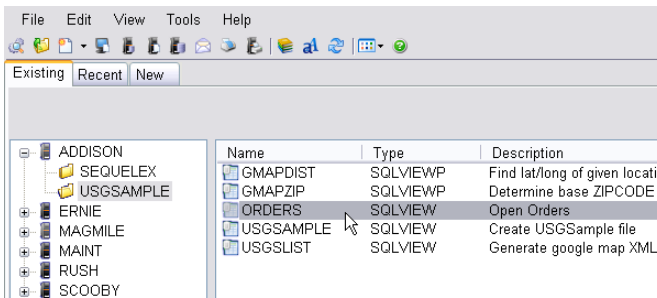 File Edit View Tools Help
a1
Existing Recent New
ADDISON
SEQUELEX
USGSAMPLE
ERNIE
MAGMILE
MAINT
RUSH
SCOOBY
Name Type Description
GMAPDIST SQLVIEWP Find lat/long of given locati
GMAPZIP SQLVIEWP Determine base ZIPCODE
ORDERS SQLVIEW Open Orders
USGSAMPLE SQLVIEW Create USGSample file
USGSLIST SQLVIEW Generate google map XML